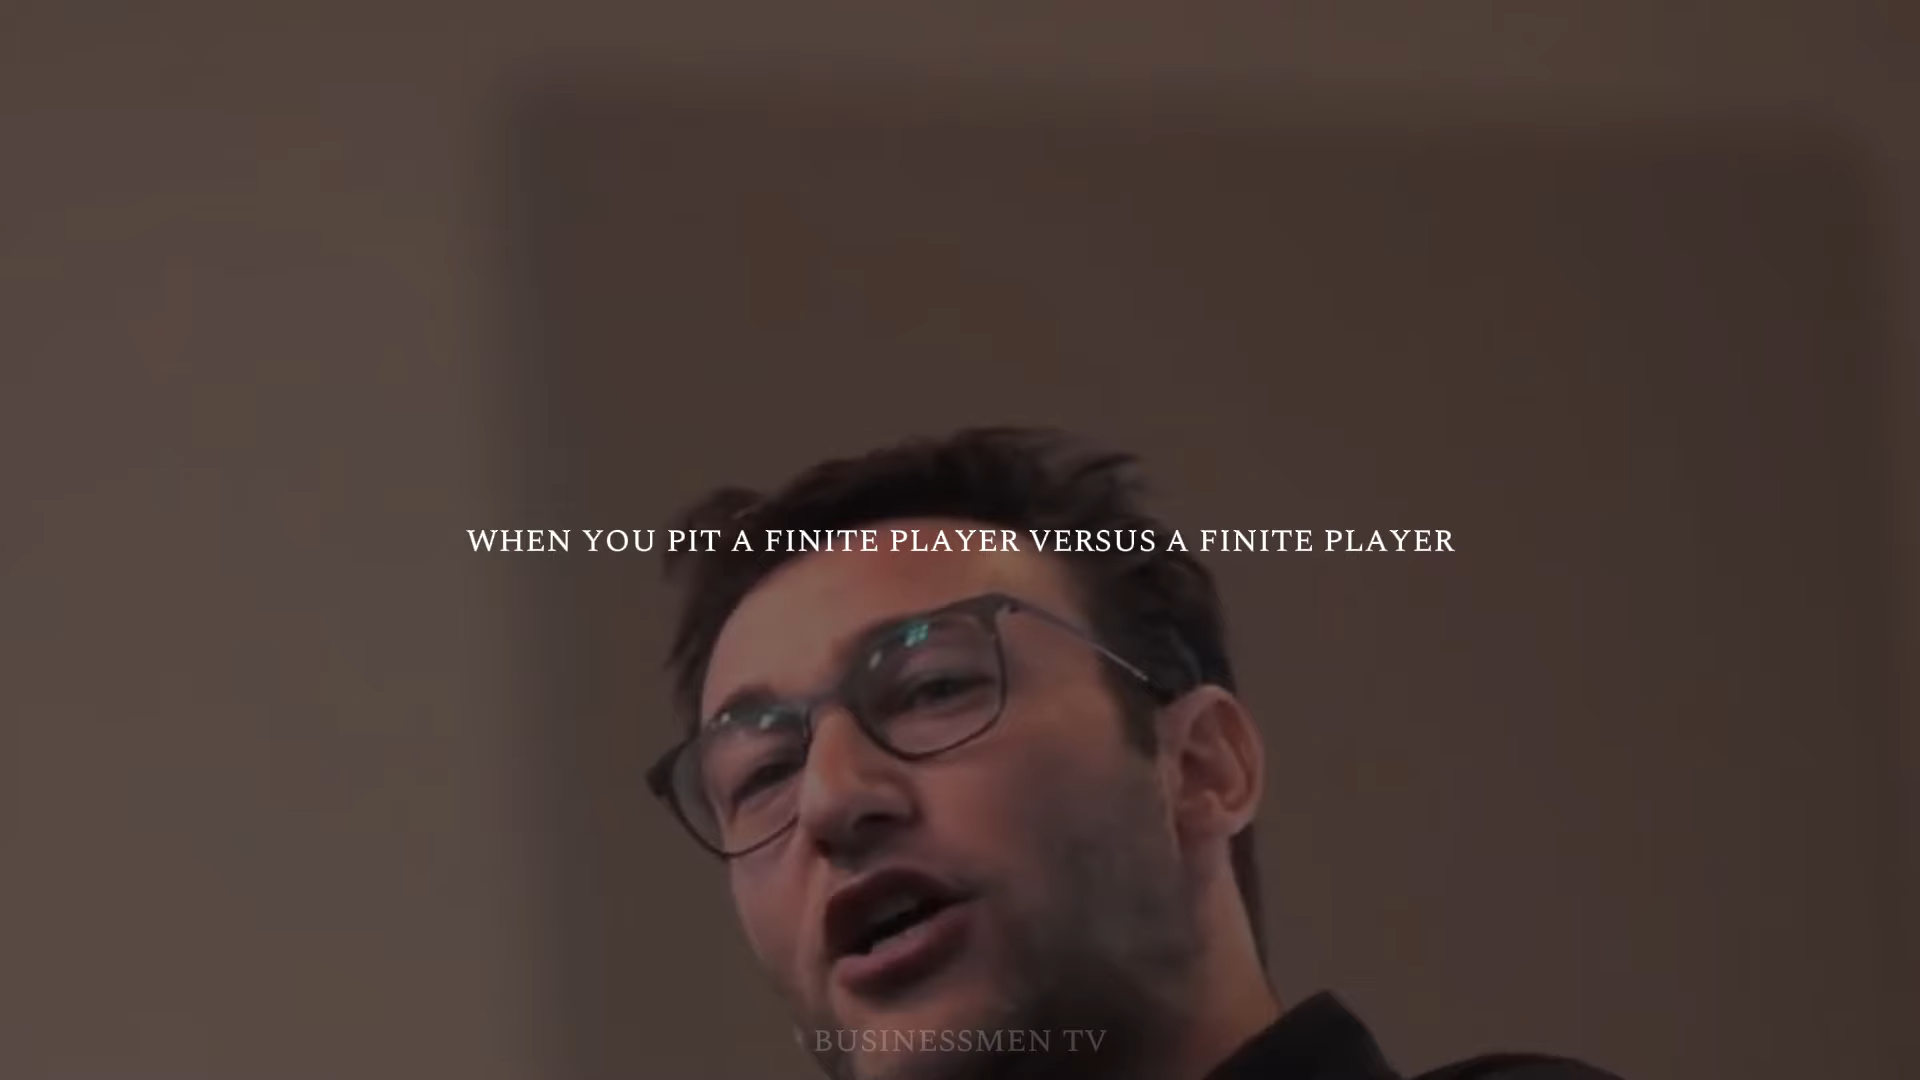 WHEN YOU PIT A FINITE PLAYER VERSUS A FINITE PLAYER
BUSINESSMEN TV